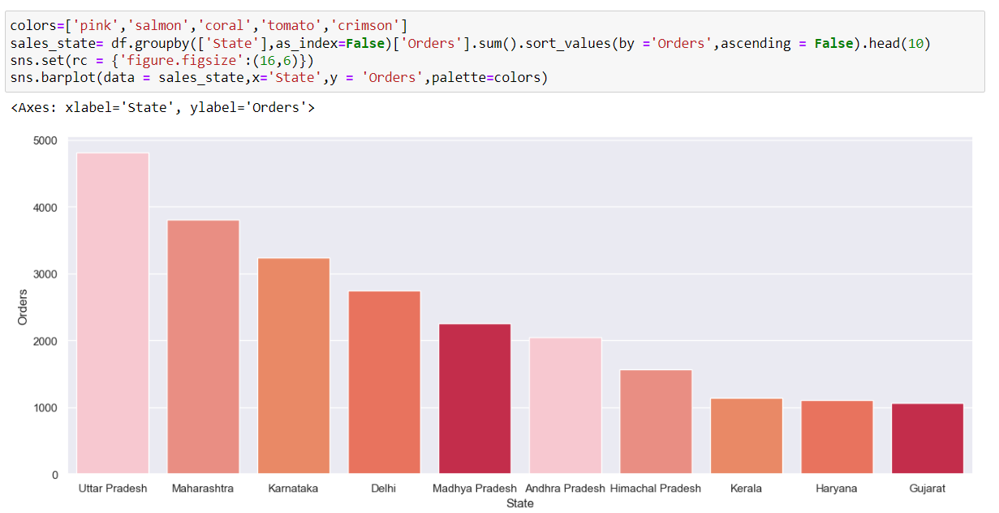 colors=['pink','salmon','coral','tomato','crimson']
sales_state= df.groupby(['State'],as_index=False)['Orders'].sum().sort_values(by ='Orders',ascending = False).head(10)
sns.set(rc = {'figure.figsize':(16,6)})
sns.barplot(data = sales_state,x='State',y = 'Orders',palette=colors)
<Axes: xlabel='State', ylabel='Orders'>
5000
4000
3000
2000
1000
0
Orders
Uttar Pradesh Maharashtra Karnataka Delhi Madhya Pradesh Andhra Pradesh Himachal Pradesh Kerala Haryana Gujarat
State